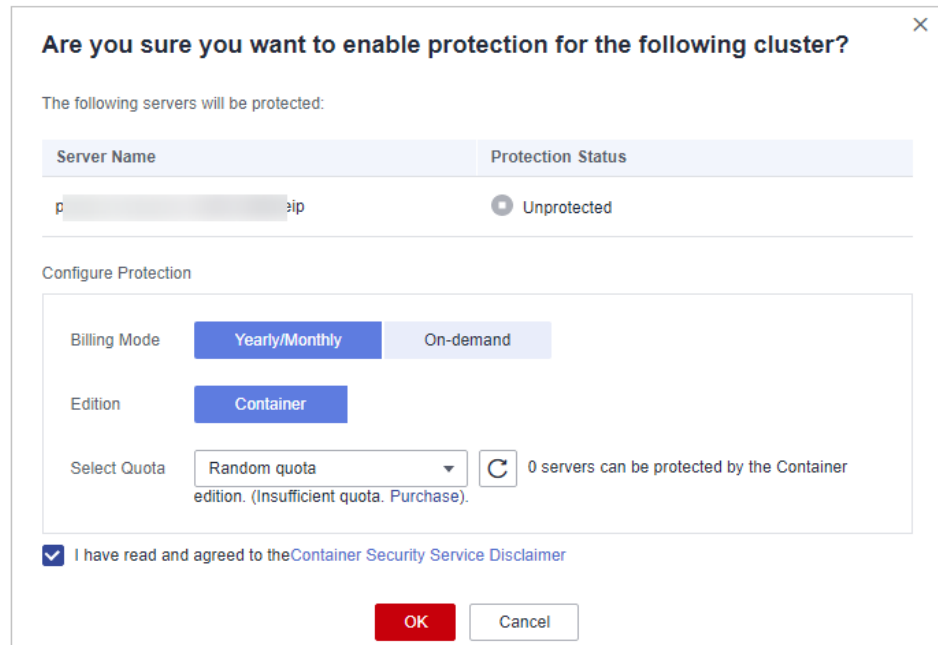 Are you sure you want to enable protection for the following cluster?
The following servers will be protected:
Server Name Protection Status
p eip Unprotected
Configure Protection
Billing Mode Yearly/Monthly On-demand
Edition Container
Select Quota Random quota 0 servers can be protected by the Container
edition. (Insufficient quota. Purchase).
I have read and agreed to theContainer Security Service Disclaimer
OK Cancel